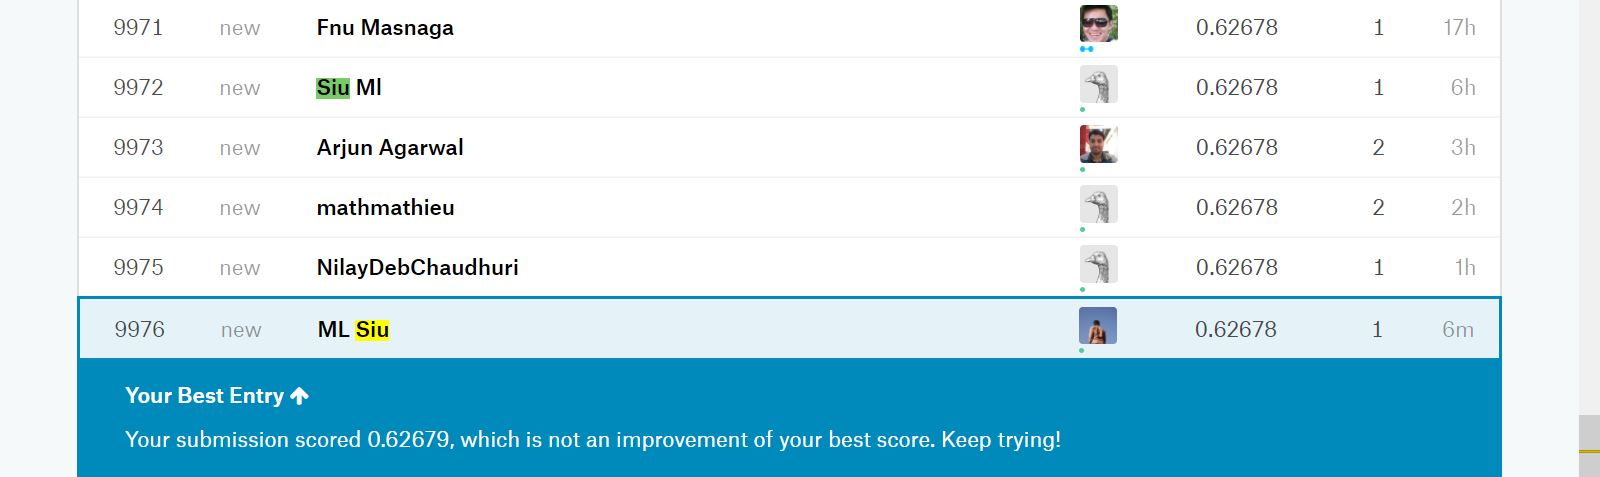 9971 new Fnu Masnaga 0.62678 1 17h
9972 new Siu Ml 0.62678 1 6h
9973 new Arjun Agarwal 0.62678 2 3h
9974 new mathmathieu 0.62678 2 2h
9975 new NilayDebChaudhuri 0.62678 1 1h
9976 new ML Siu 0.62678 1 6m
Your Best Entry
Your submission scored 0.62679, which is not an improvement of your best score. Keep trying!